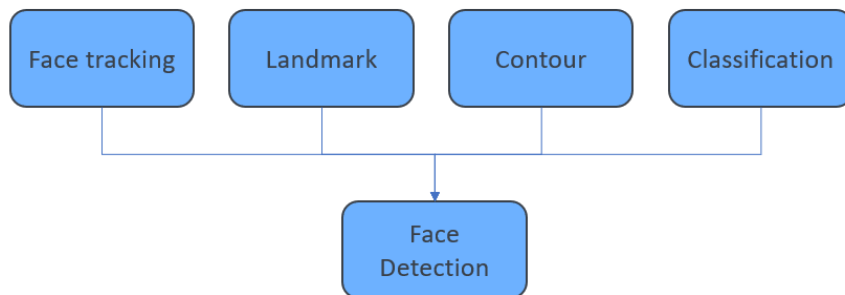 Face tracking
Landmark
Contour
Classification
Face
Detection